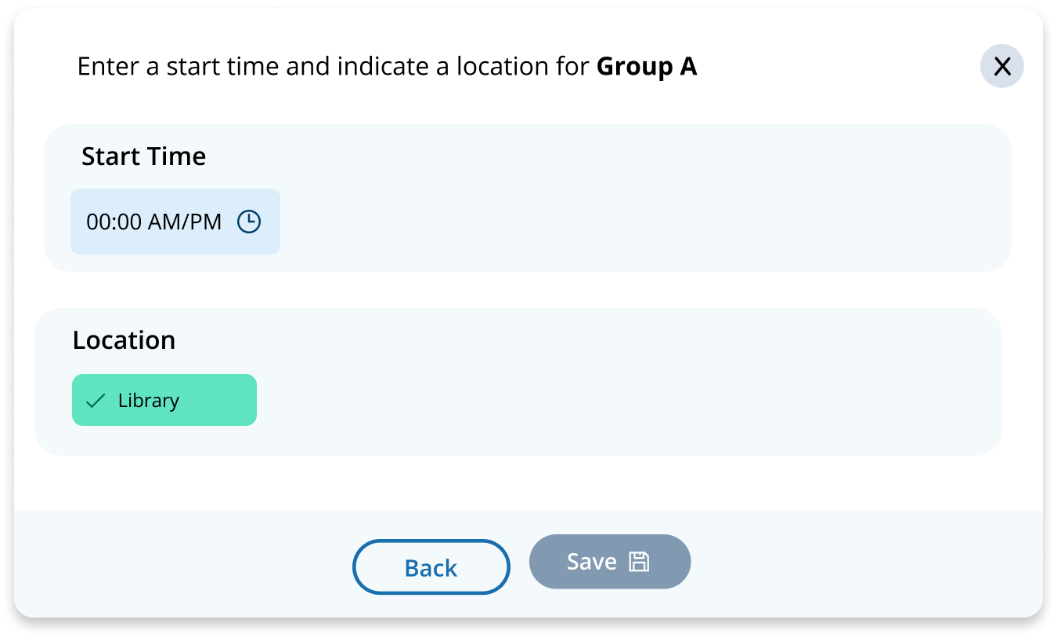 Enter a start time and indicate a location for Group A
X
Start Time
00:00 AM/PM
Location
Library
Back
Save